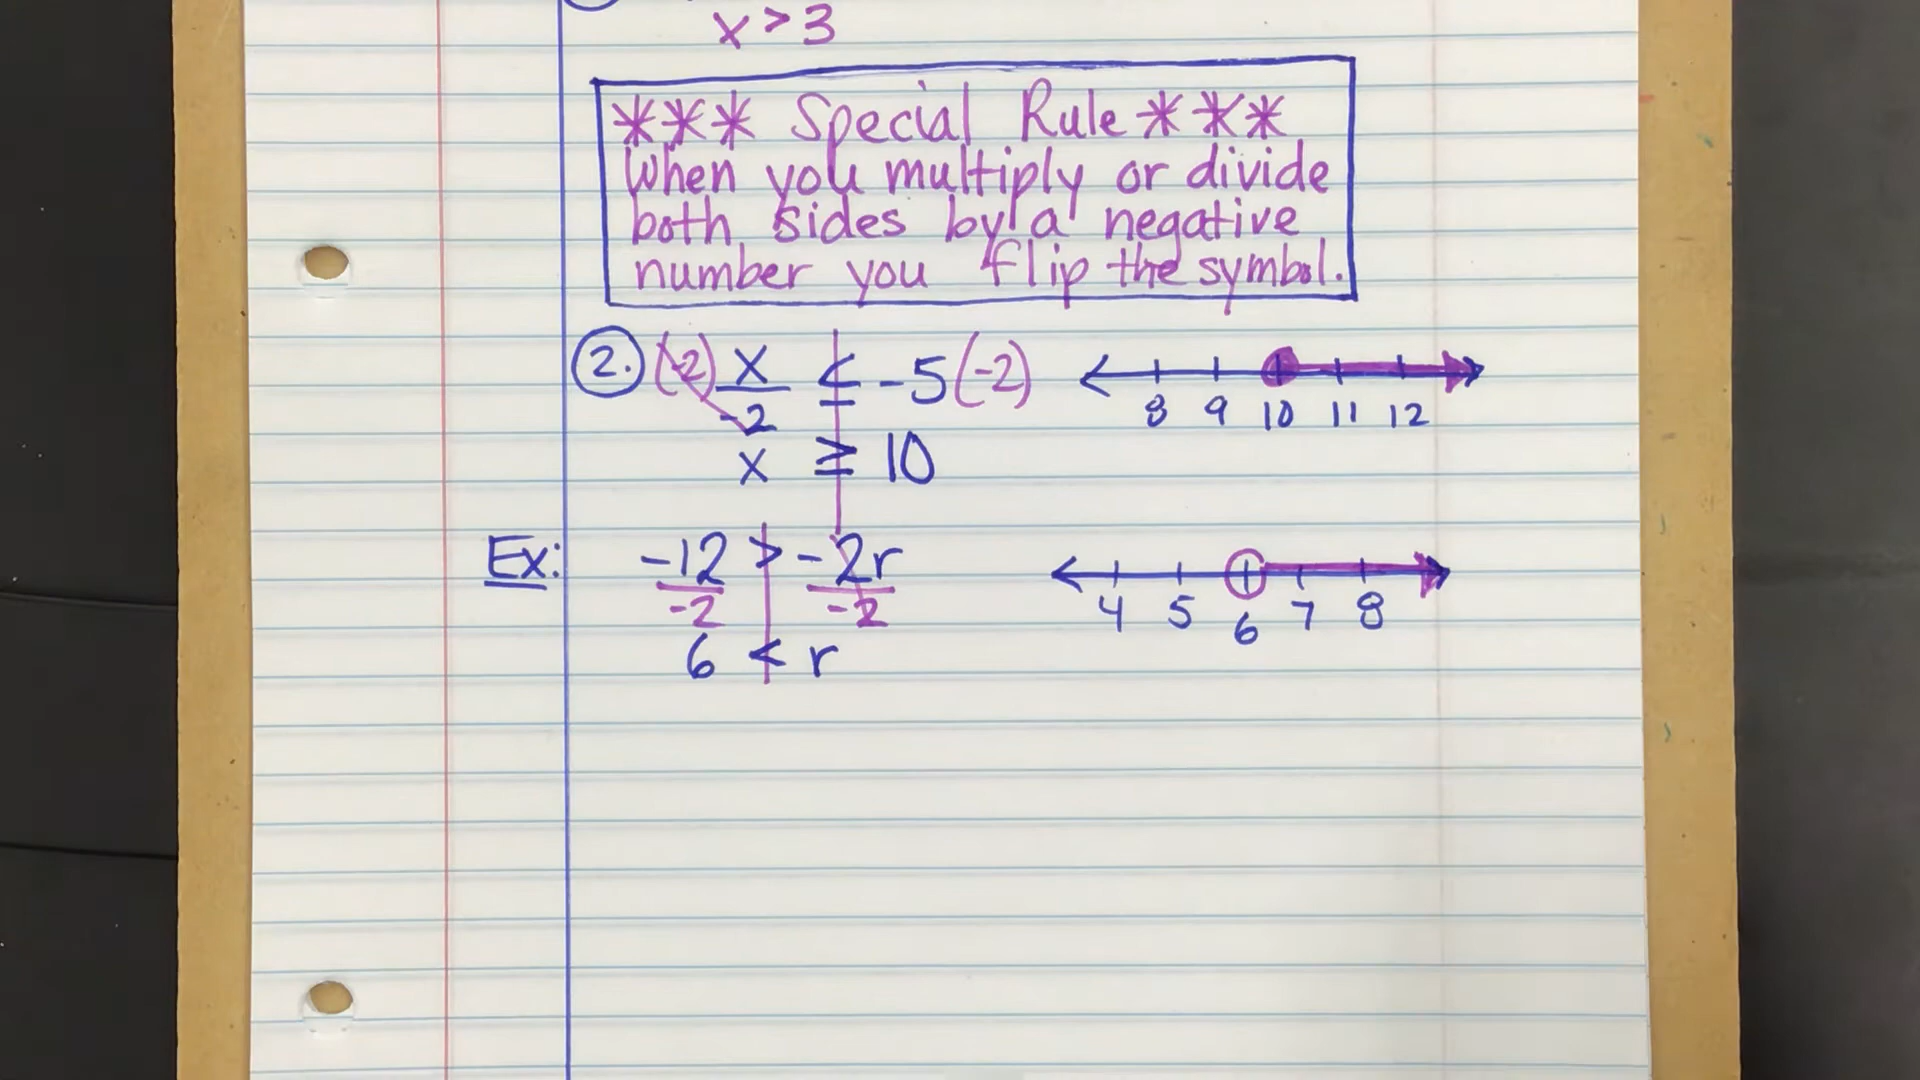 x > 3
*** Special Rule ***
When you multiply or divide
both sides by a negative
number you flip the symbol.
2. (-2) x/-2 ≤ -5 (-2)
x ≥ 10
8 9 10 11 12
Ex: -12 > -2r
-2 -2
6 < r
4 5 6 7 8